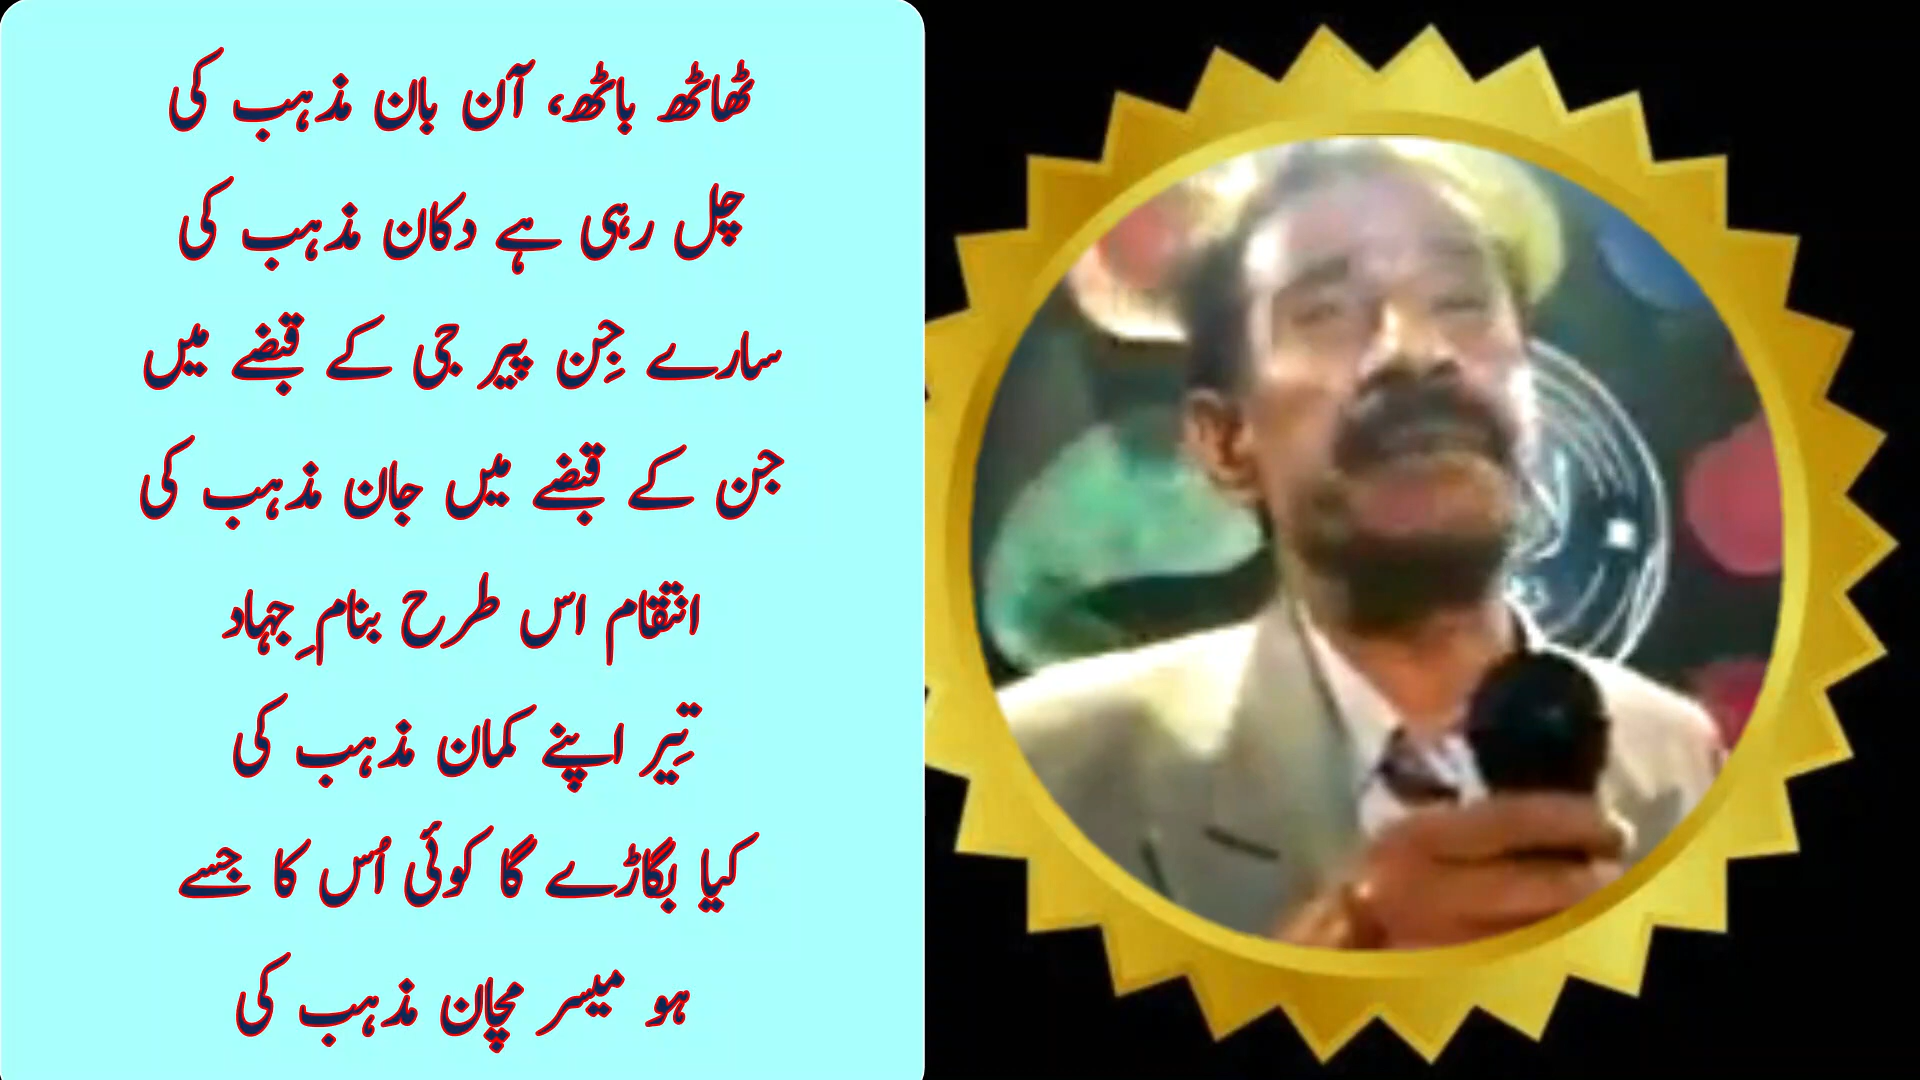 ٹھاٹھ باٹھ، آن بان مذہب کی
چل رہی ہے دکان مذہب کی
سارے جِن پیر جی کے قبضے میں
جن کے قبضے میں جان مذہب کی
انتقام اس طرح بنامِ جہاد
تِیر اپنے کمان مذہب کی
کیا بگاڑے گا کوئی اُس کا جسے
ہو میسر مچان مذہب کی